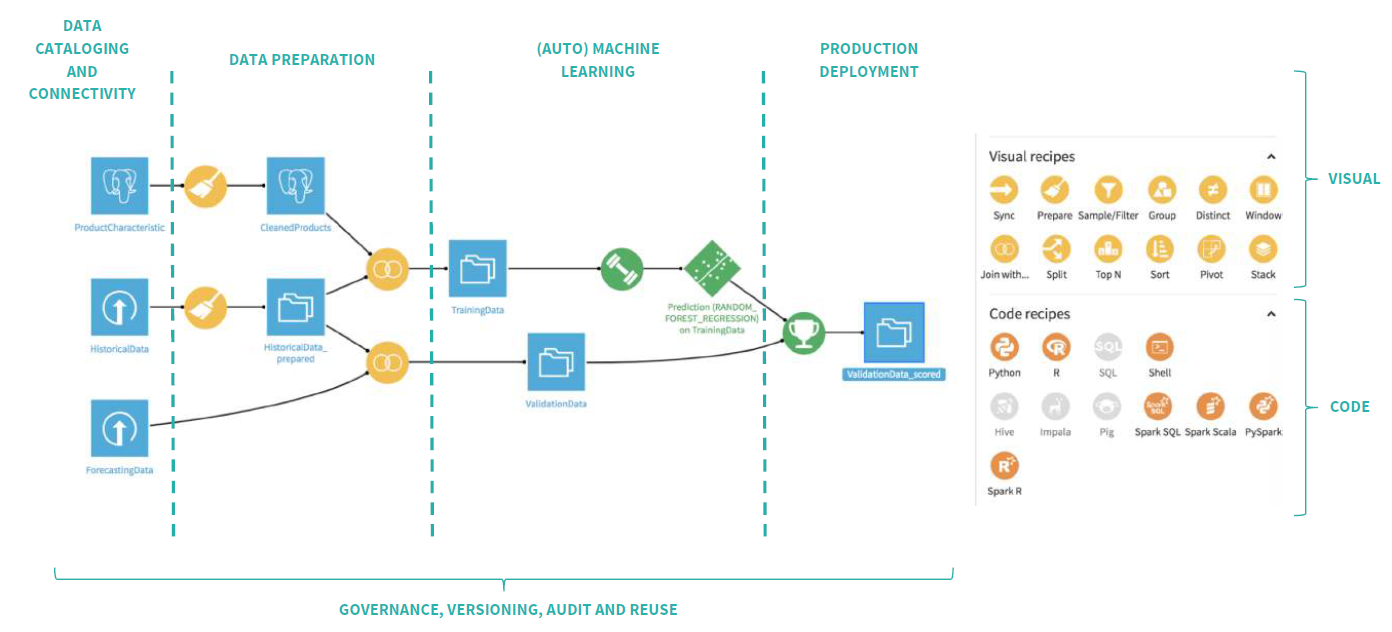 DATA
CATALOGING
AND
CONNECTIVITY
DATA PREPARATION
(AUTO) MACHINE
LEARNING
PRODUCTION
DEPLOYMENT
ProductCharacteristic
CleanedProducts
HistoricalData
HistoricalData_
prepared
ForecastingData
TrainingData
ValidationData
Prediction (RANDOM_
FOREST_REGRESSION)
on TrainingData
ValidationData_scored
GOVERNANCE, VERSIONING, AUDIT AND REUSE
Visual recipes
Sync Prepare Sample/Filter Group Distinct Window
Join with... Split Top N Sort Pivot Stack
VISUAL
Code recipes
SQL
Python R SQL Shell
Spark SQL
Hive Impala Pig Spark SQL Spark Scala PySpark
R
Spark R
CODE